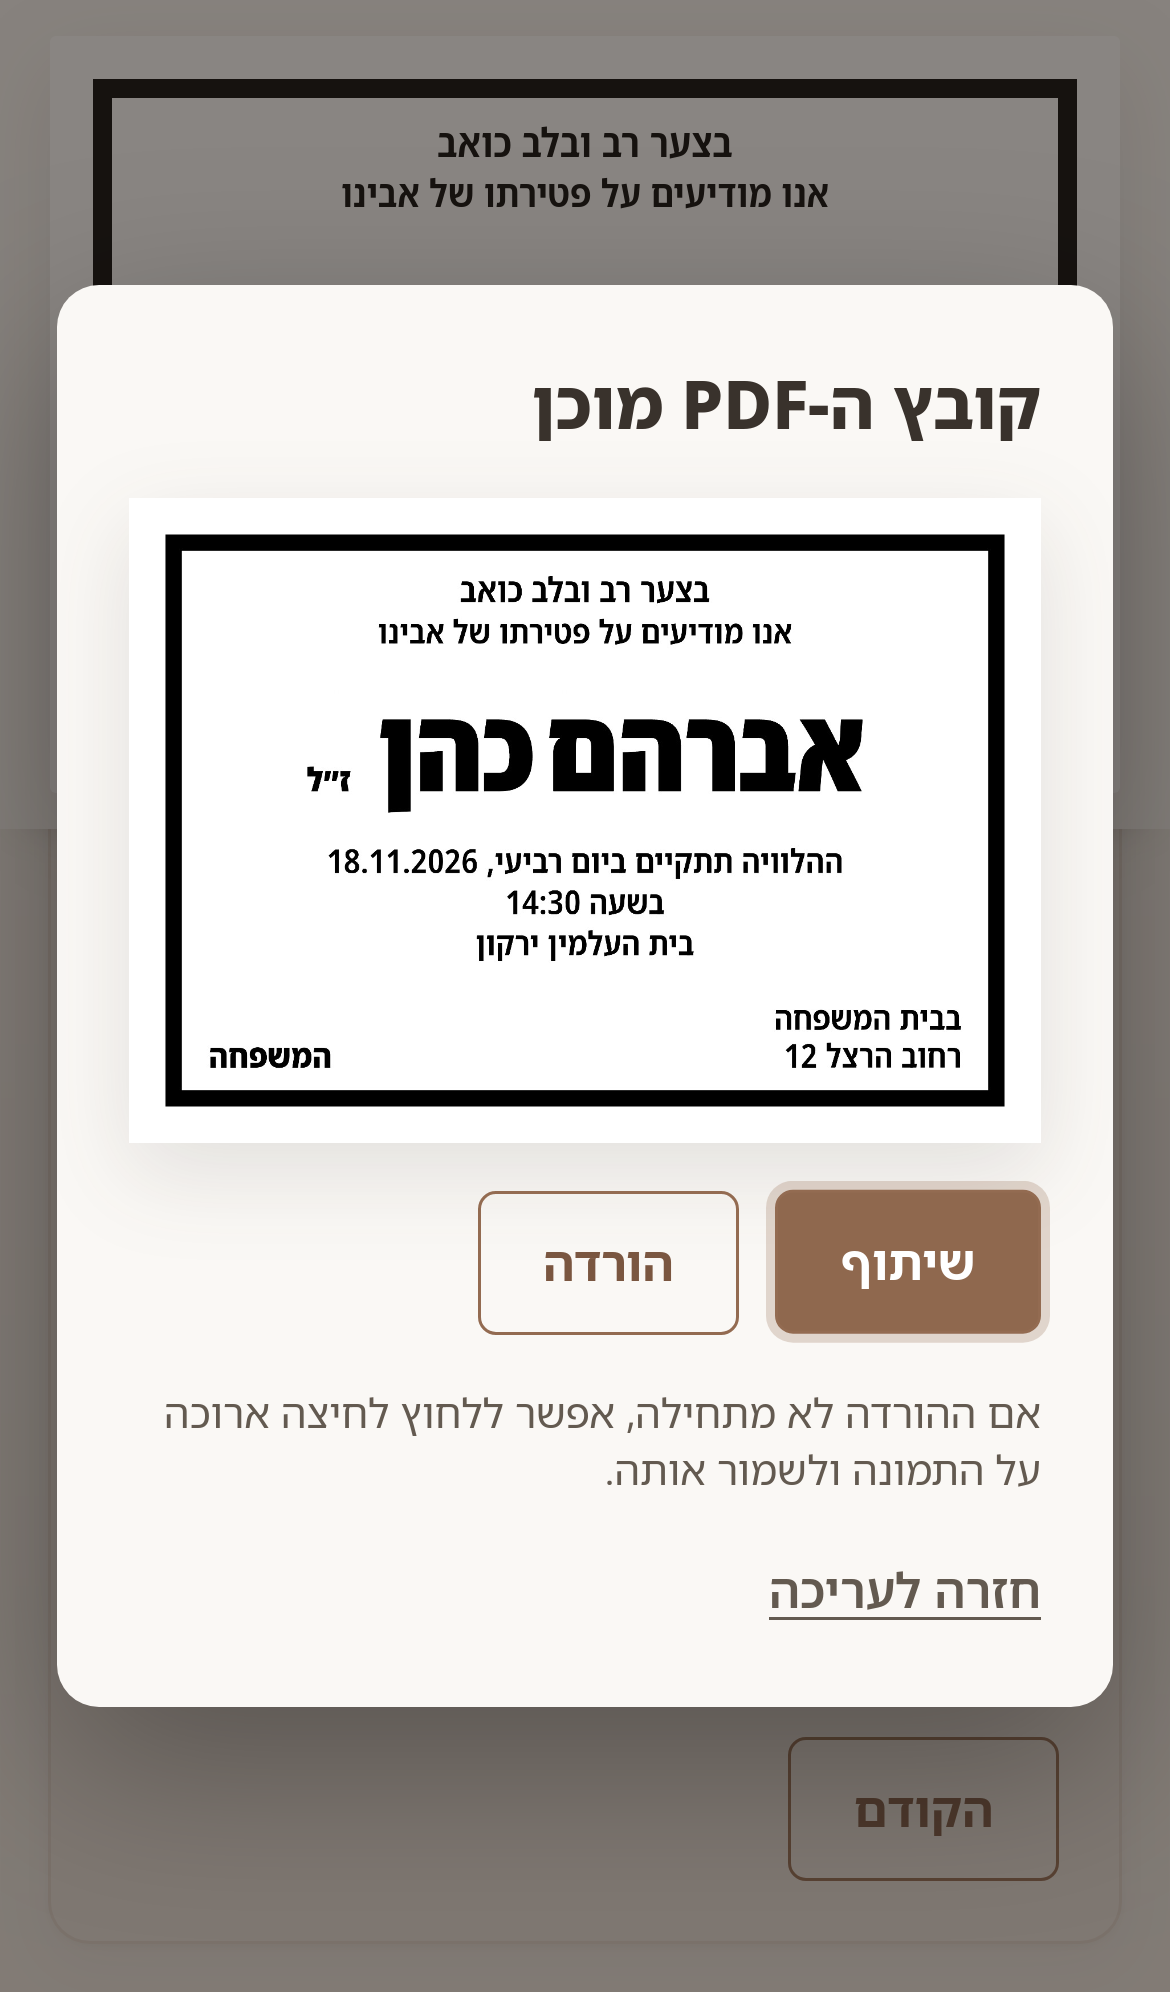 בצער רב ובלב כואב
אנו מודיעים על פטירתו של אבינו
קובץ ה-PDF מוכן
בצער רב ובלב כואב
אנו מודיעים על פטירתו של אבינו
אברהם כהן ז״ל
ההלוויה תתקיים ביום רביעי, 18.11.2026
בשעה 14:30
בית העלמין ירקון
בבית המשפחה
רחוב הרצל 12
המשפחה
שיתוף
הורדה
אם ההורדה לא מתחילה, אפשר ללחוץ לחיצה ארוכה
על התמונה ולשמור אותה.
חזרה לעריכה
הקודם